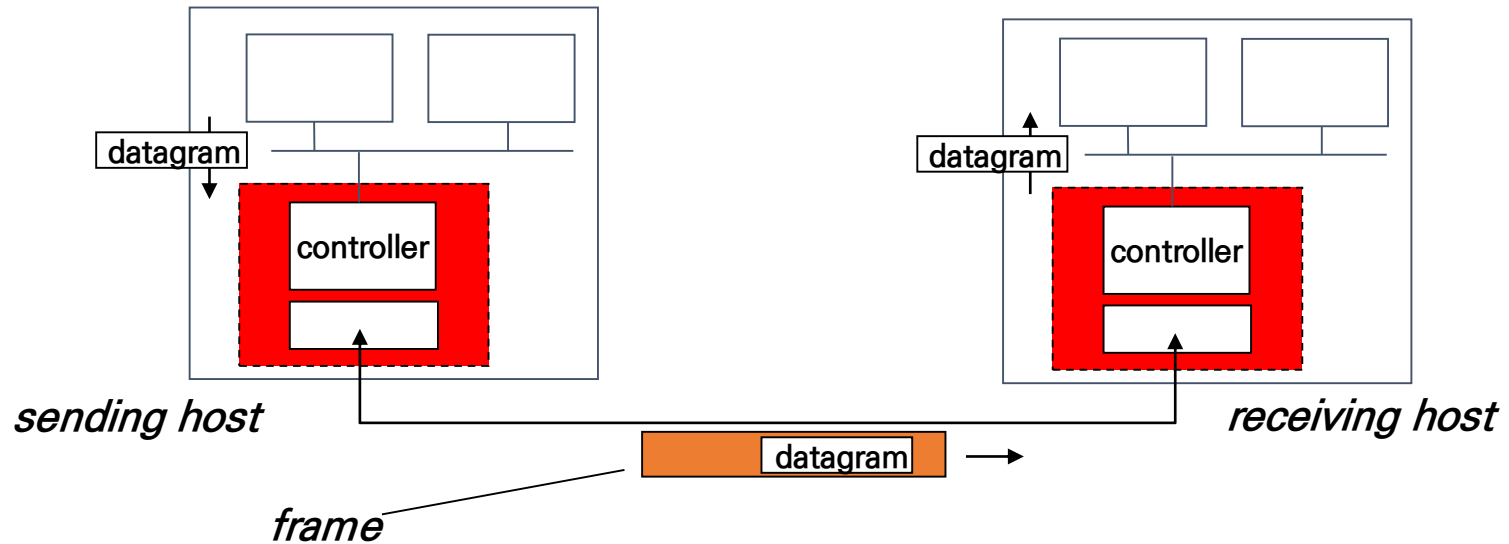 datagram
datagram
controller
controller
sending host
receiving host
datagram
frame